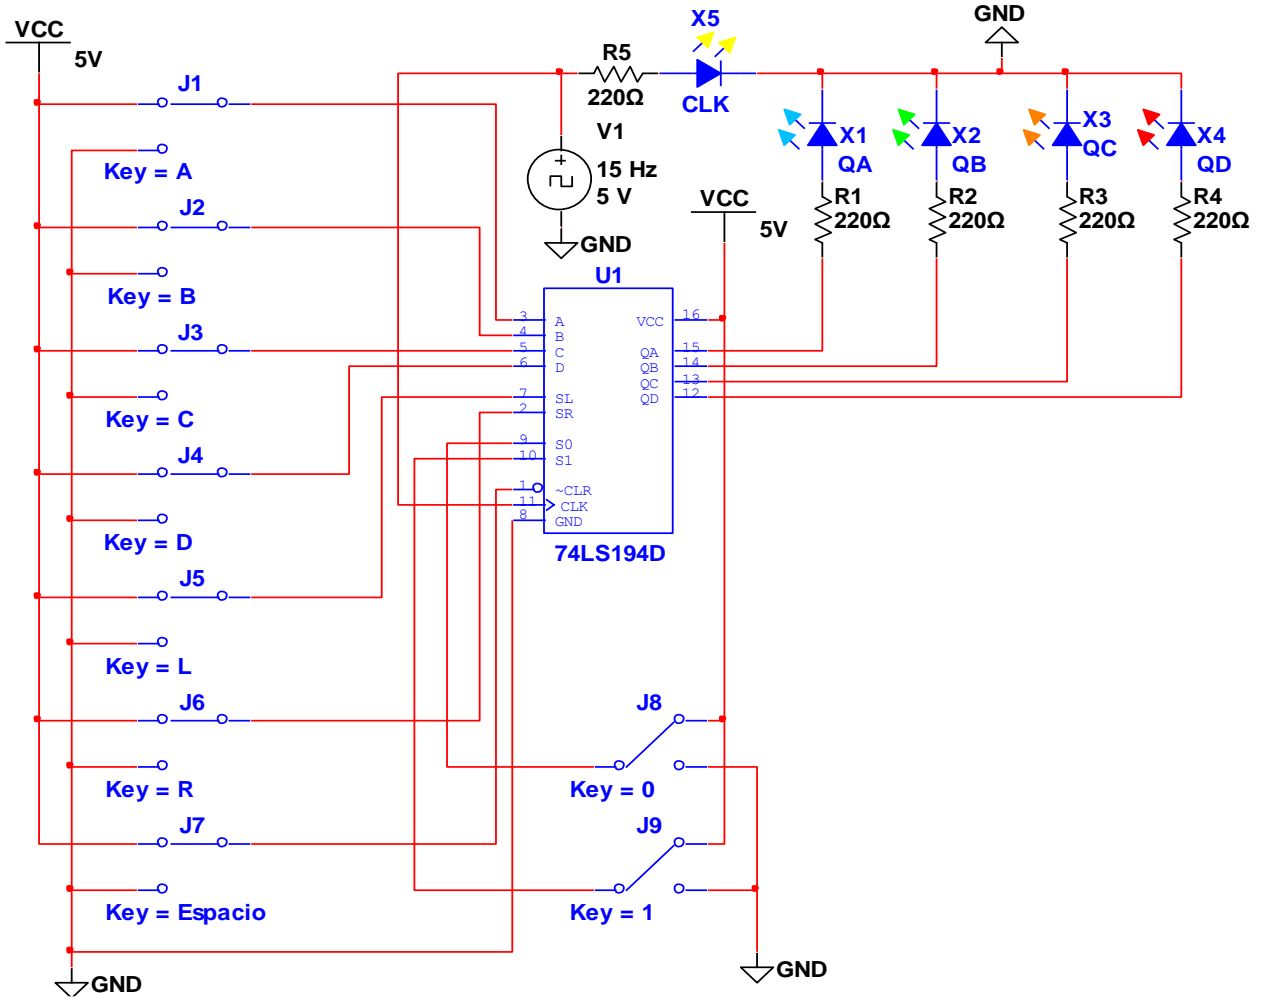 VCC
5V
J1
Key = A
J2
Key = B
J3
Key = C
J4
Key = D
J5
Key = L
J6
Key = R
J7
Key = Espacio
GND
R5
220Ω
X5
CLK
V1
15 Hz
5 V
GND
GND
X1
QA
X2
QB
X3
QC
X4
QD
R1
220Ω
R2
220Ω
R3
220Ω
R4
220Ω
VCC
5V
U1
3 A
4 B
5 C
6 D
7 SL
2 SR
9 S0
10 S1
1 ~CLR
11 CLK
8 GND
VCC 16
QA 15
QB 14
QC 13
QD 12
74LS194D
J8
Key = 0
J9
Key = 1
GND